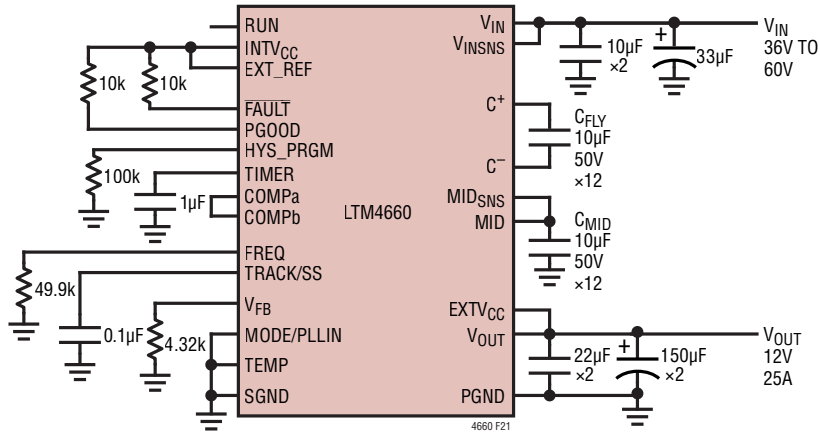 RUN
INTVCC
EXT_REF
10k
10k
FAULT
PGOOD
HYS_PRGM
100k
TIMER
1µF
COMPa
COMPb
FREQ
49.9k
TRACK/SS
0.1µF
VFB
4.32k
MODE/PLLIN
TEMP
SGND
LTM4660
VIN
VINSNS
10µF
×2
+
33µF
VIN
36V TO
60V
C+
C–
CFLY
10µF
50V
×12
MIDSNS
MID
CMID
10µF
50V
×12
EXTVCC
VOUT
PGND
22µF
×2
+
150µF
×2
VOUT
12V
25A
4660 F21